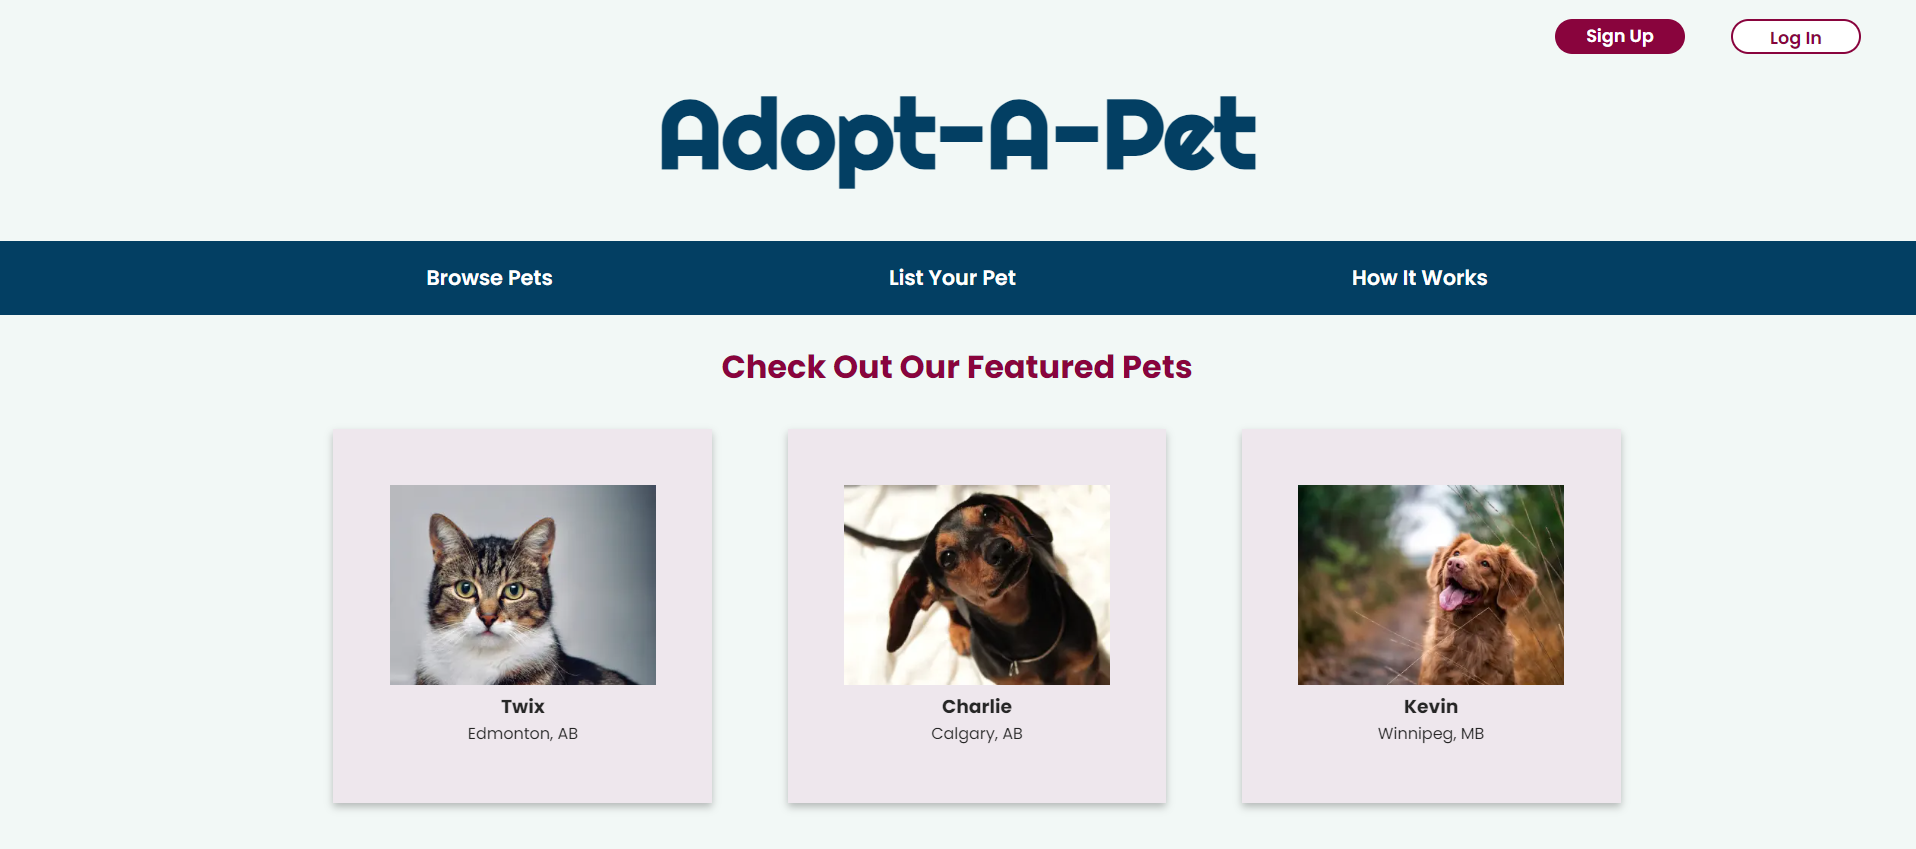 Sign Up Log In
Adopt-A-Pet
Browse Pets List Your Pet How It Works
Check Out Our Featured Pets
Twix
Edmonton, AB
Charlie
Calgary, AB
Kevin
Winnipeg, MB